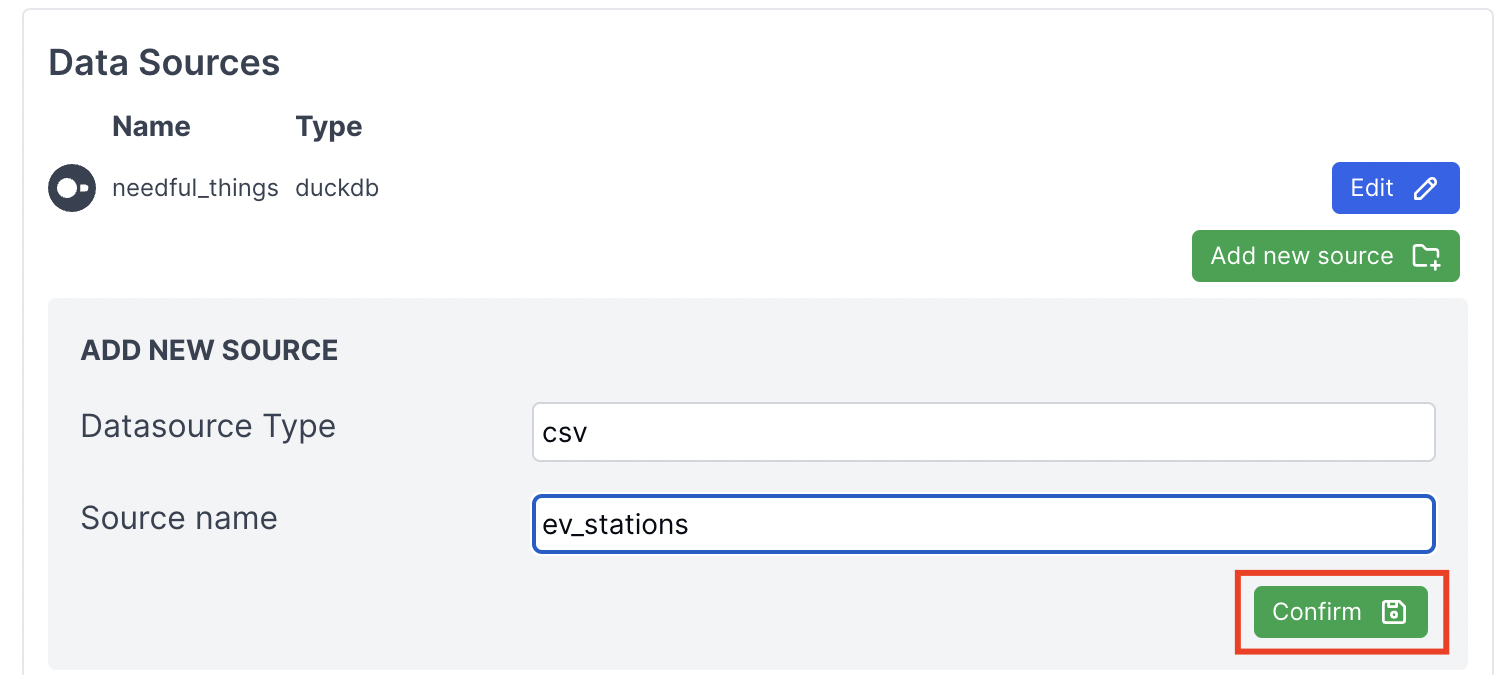 Data Sources
Name Type
needful_things duckdb Edit
Add new source
ADD NEW SOURCE
Datasource Type csv
Source name ev_stations
Confirm